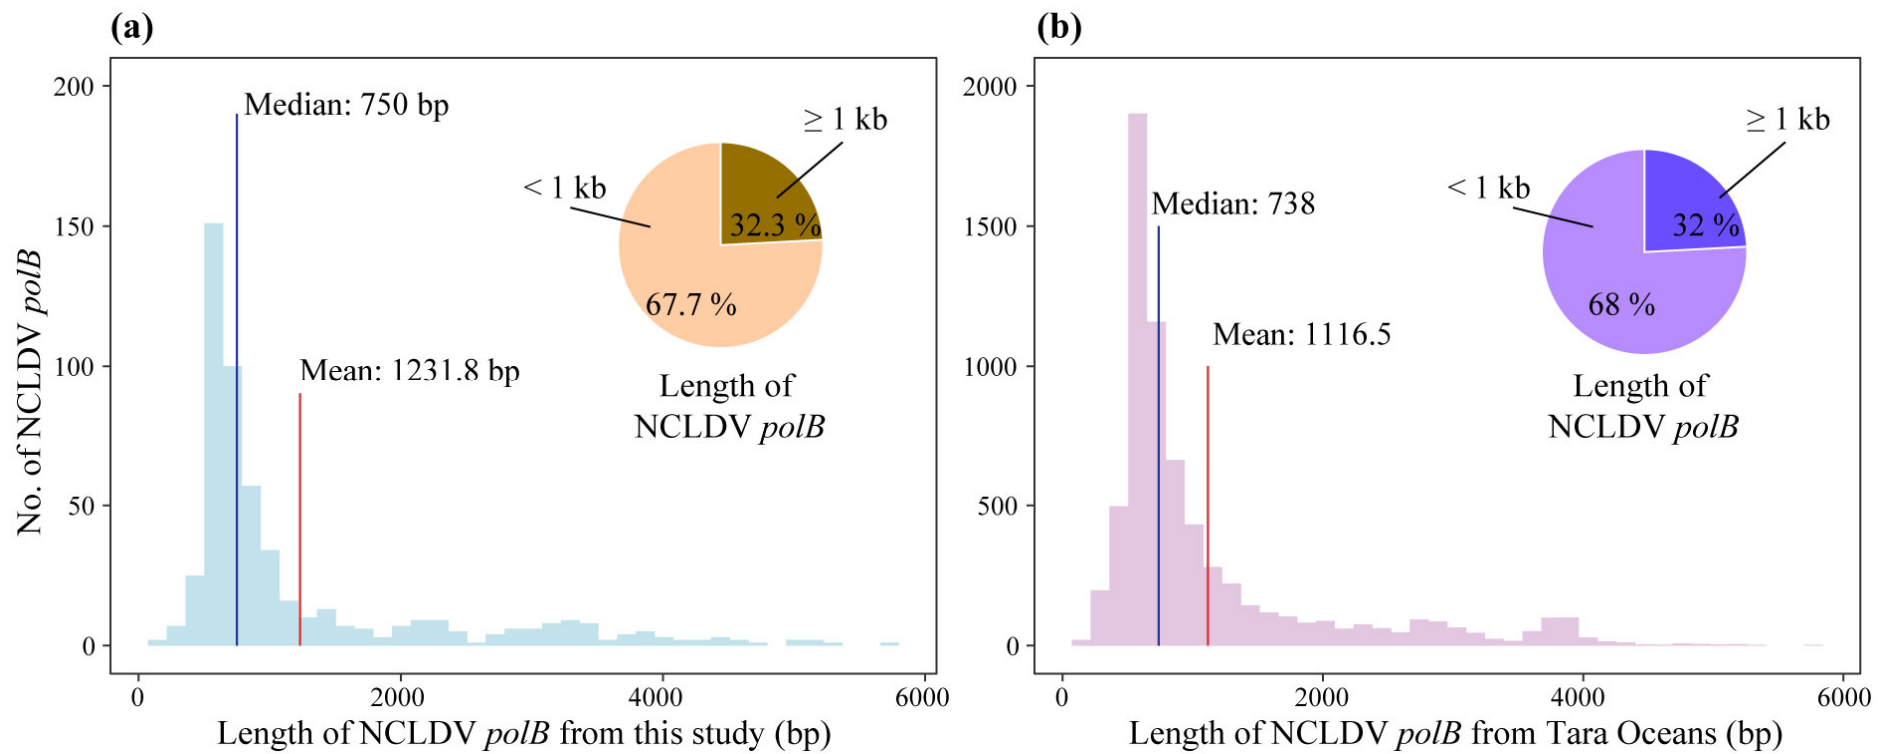 (a)
No. of NCLDV polB
200
150
100
50
0
Median: 750 bp
Mean: 1231.8 bp
≥ 1 kb
< 1 kb
32.3 %
67.7 %
Length of
NCLDV polB
0
2000
4000
6000
Length of NCLDV polB from this study (bp)
(b)
2000
1500
1000
500
0
Median: 738
Mean: 1116.5
≥ 1 kb
< 1 kb
32 %
68 %
Length of
NCLDV polB
0
2000
4000
6000
Length of NCLDV polB from Tara Oceans (bp)